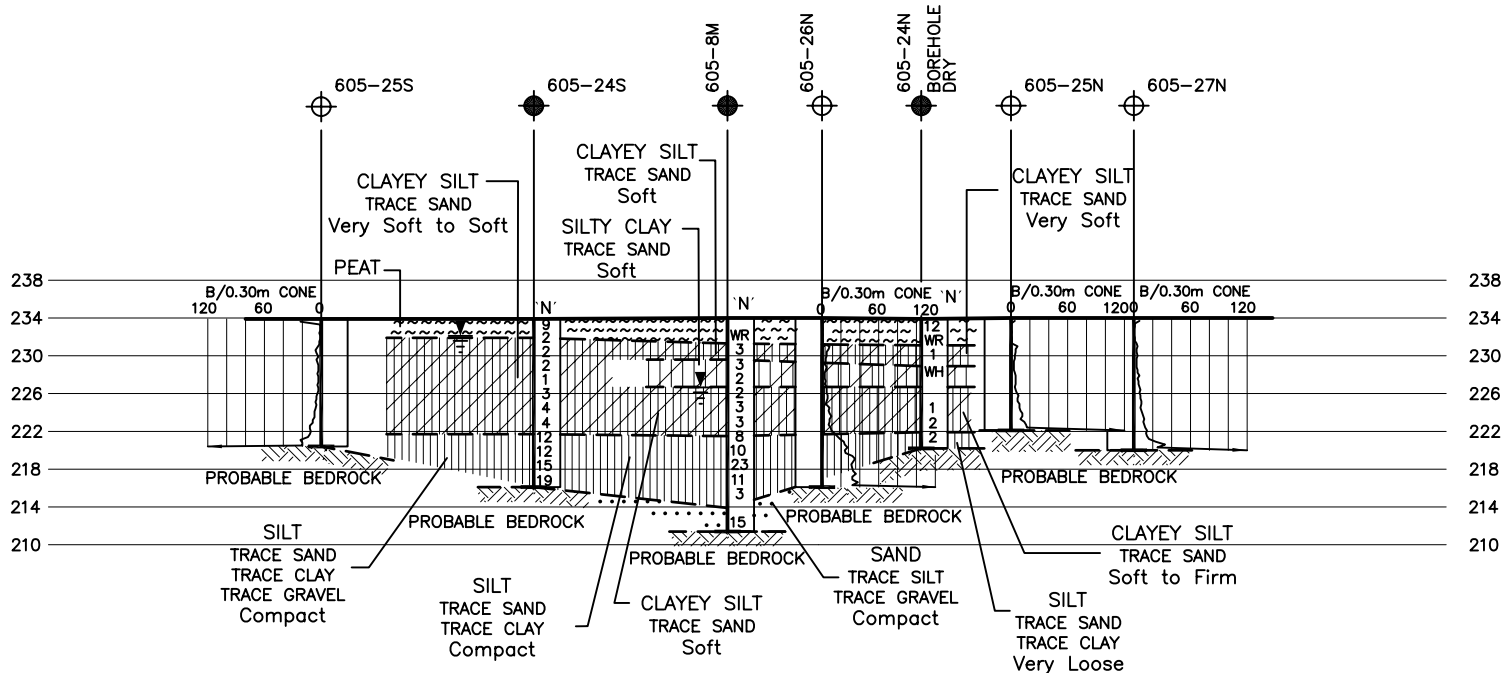 605-25S
605-24S
605-8M
605-26N
605-24N
BOREHOLE
DRY
605-25N
605-27N
CLAYEY SILT
TRACE SAND
Very Soft to Soft
CLAYEY SILT
TRACE SAND
Soft
SILTY CLAY
TRACE SAND
Soft
CLAYEY SILT
TRACE SAND
Very Soft
PEAT
238
238
B/0.30m CONE
120 60 0
'N'
'N'
B/0.30m CONE
0 60 120
'N'
B/0.30m CONE
0 60 120
B/0.30m CONE
0 60 120
234
234
230
230
226
226
222
222
218
218
214
214
210
210
9
2
2
2
1
3
4
4
12
12
15
19
WR
3
3
2
2
3
3
8
10
23
11
3
15
12
WR
1
WH
1
2
2
PROBABLE BEDROCK
PROBABLE BEDROCK
PROBABLE BEDROCK
PROBABLE BEDROCK
PROBABLE BEDROCK
SILT
TRACE SAND
TRACE CLAY
TRACE GRAVEL
Compact
SILT
TRACE SAND
TRACE CLAY
Compact
CLAYEY SILT
TRACE SAND
Soft
SAND
TRACE SILT
TRACE GRAVEL
Compact
SILT
TRACE SAND
TRACE CLAY
Very Loose
CLAYEY SILT
TRACE SAND
Soft to Firm